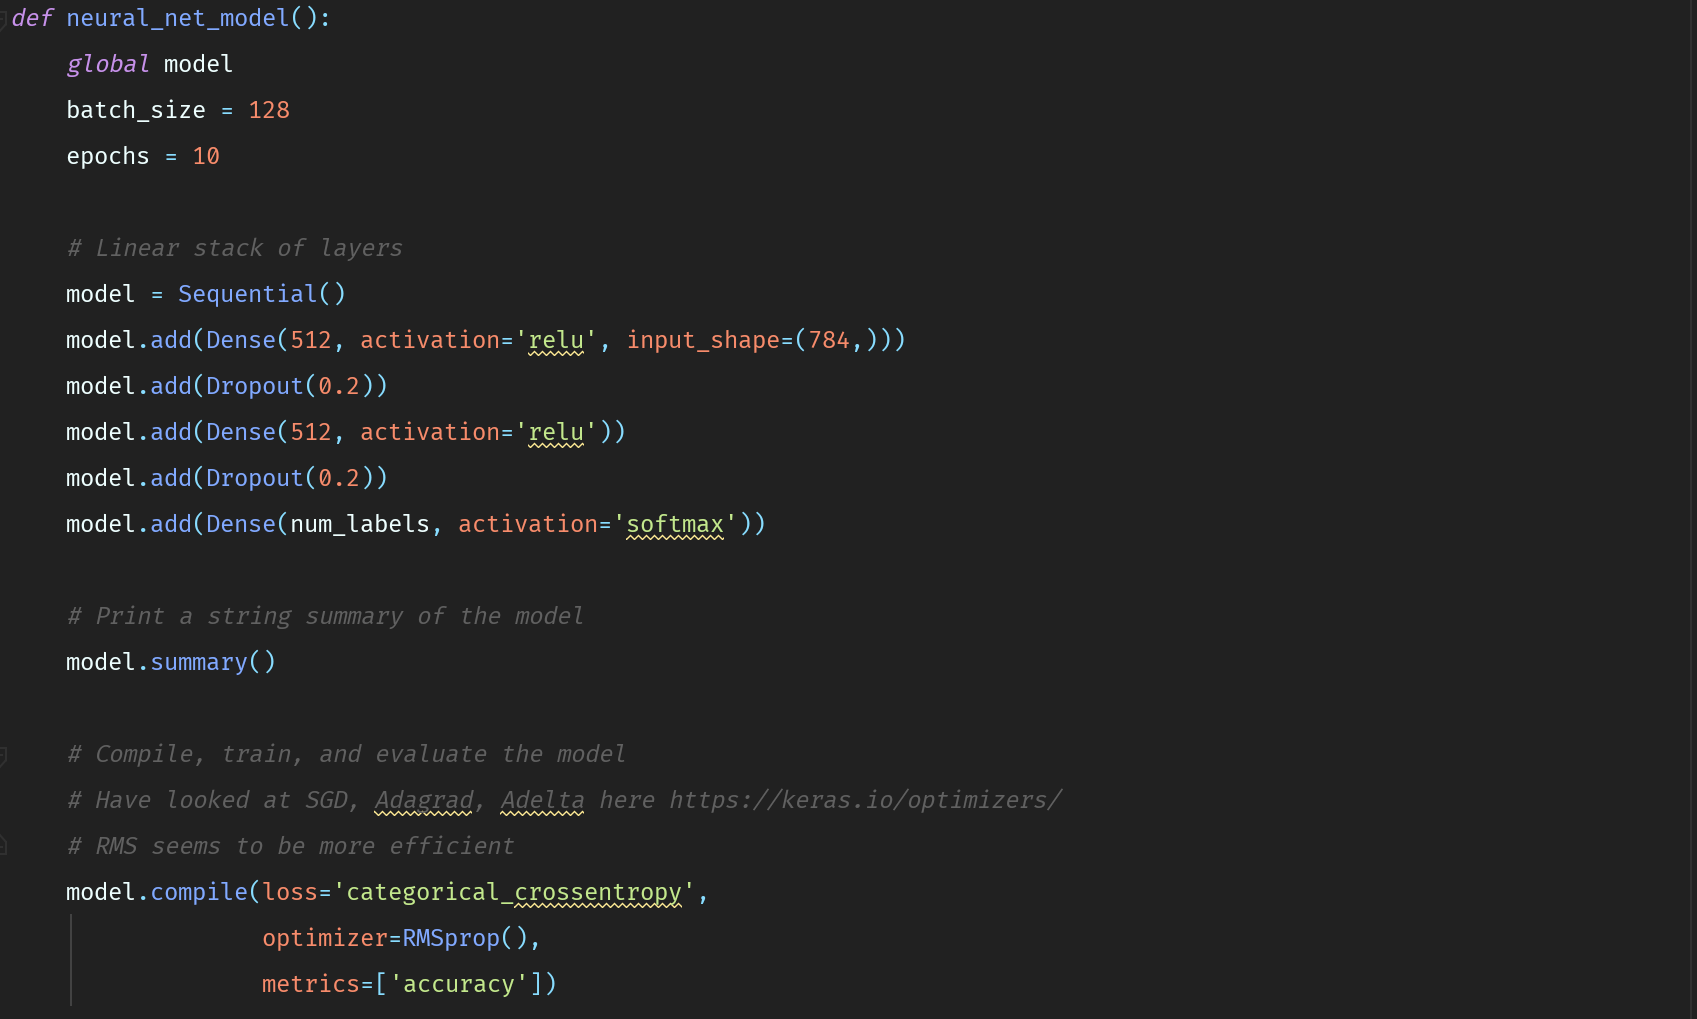 def neural_net_model():
    global model
    batch_size = 128
    epochs = 10
    # Linear stack of layers
    model = Sequential()
    model.add(Dense(512, activation='relu', input_shape=(784,)))
    model.add(Dropout(0.2))
    model.add(Dense(512, activation='relu'))
    model.add(Dropout(0.2))
    model.add(Dense(num_labels, activation='softmax'))
    # Print a string summary of the model
    model.summary()
    # Compile, train, and evaluate the model
    # Have looked at SGD, Adagrad, Adelta here https://keras.io/optimizers/
    # RMS seems to be more efficient
    model.compile(loss='categorical_crossentropy',
                  optimizer=RMSprop(),
                  metrics=['accuracy'])